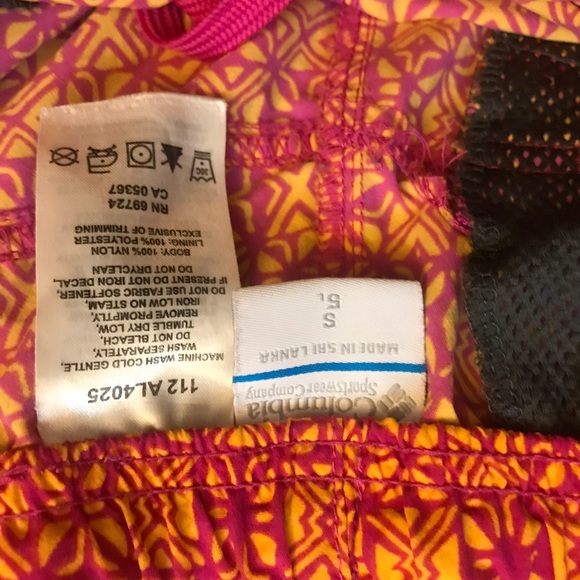 112 AL4025
MACHINE WASH COLD GENTLE,
WASH SEPARATELY,
DO NOT BLEACH,
TUMBLE DRY LOW,
REMOVE PROMPTLY,
IRON LOW NO STEAM,
DO NOT USE FABRIC SOFTENER,
IF PRESENT DO NOT IRON DECAL,
DO NOT DRYCLEAN
BODY: 100% NYLON
LINING: 100% POLYESTER
EXCLUSIVE OF TRIMMING
RN 69724
CA 05367
30C
Columbia
Sportswear Company
MADE IN SRI LANKA
S
5"